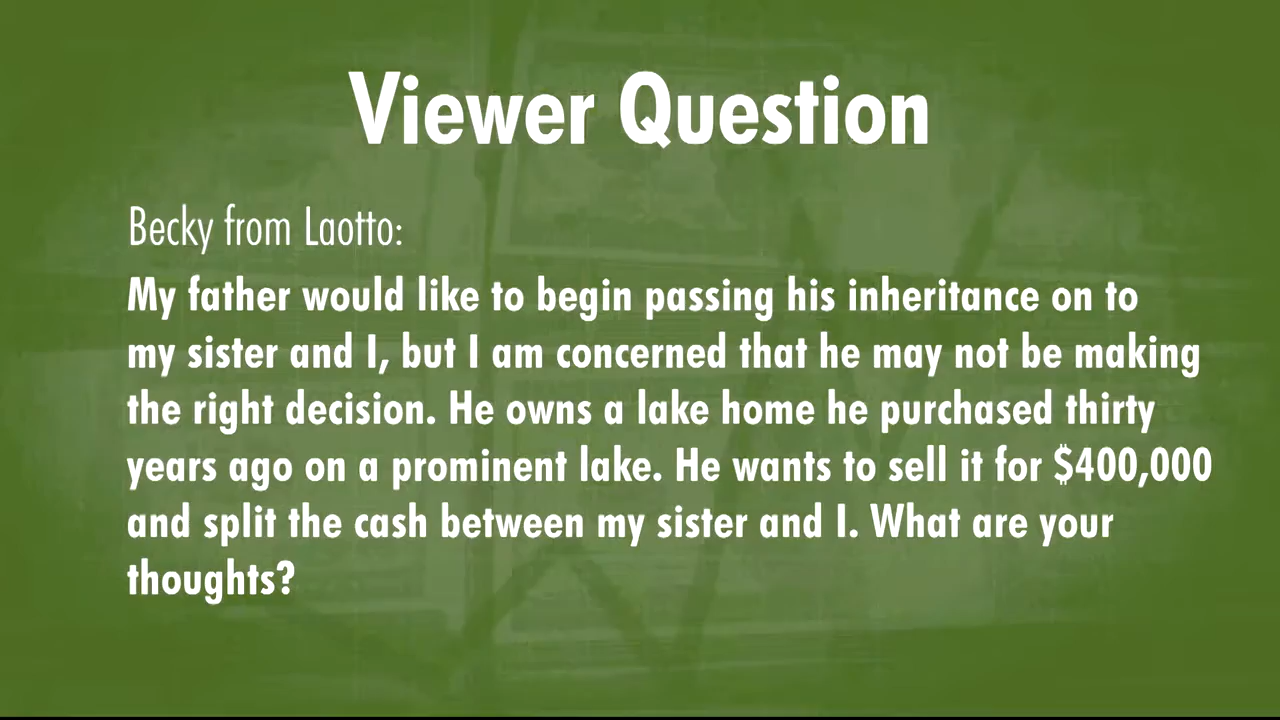 Viewer Question
Becky from Laotto:
My father would like to begin passing his inheritance on to
my sister and I, but I am concerned that he may not be making
the right decision. He owns a lake home he purchased thirty
years ago on a prominent lake. He wants to sell it for $400,000
and split the cash between my sister and I. What are your
thoughts?